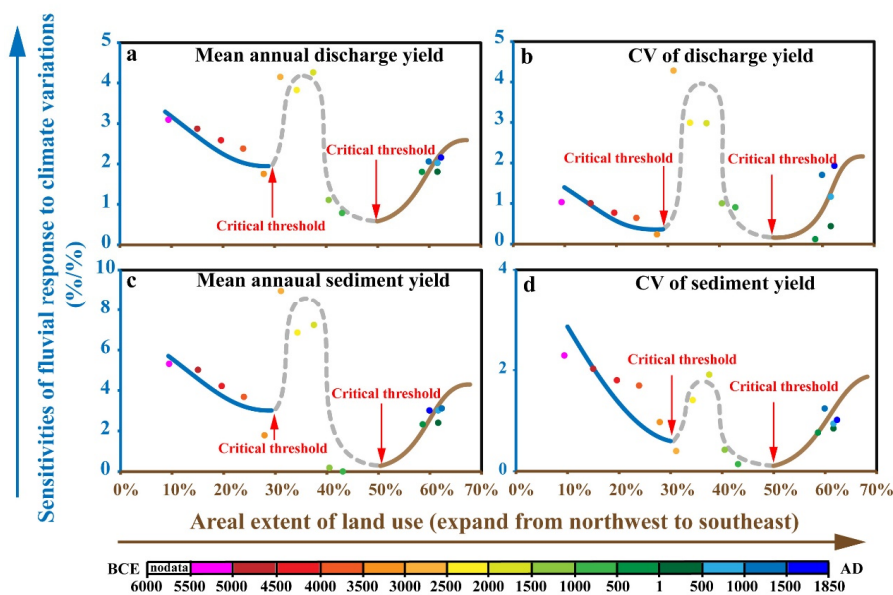 Sensitivities of fluvial response to climate variations
(%/%)
a Mean annual discharge yield
5
4
3
2
1
0
Critical threshold
Critical threshold
b CV of discharge yield
5
4
3
2
1
0
Critical threshold
Critical threshold
c Mean annaual sediment yield
10
8
6
4
2
0
Critical threshold
Critical threshold
0% 10% 20% 30% 40% 50% 60% 70%
d CV of sediment yield
4
2
0
Critical threshold
Critical threshold
0% 10% 20% 30% 40% 50% 60% 70%
Areal extent of land use (expand from northwest to southeast)
BCE nodata AD
6000 5500 5000 4500 4000 3500 3000 2500 2000 1500 1000 500 1 500 1000 1500 1850